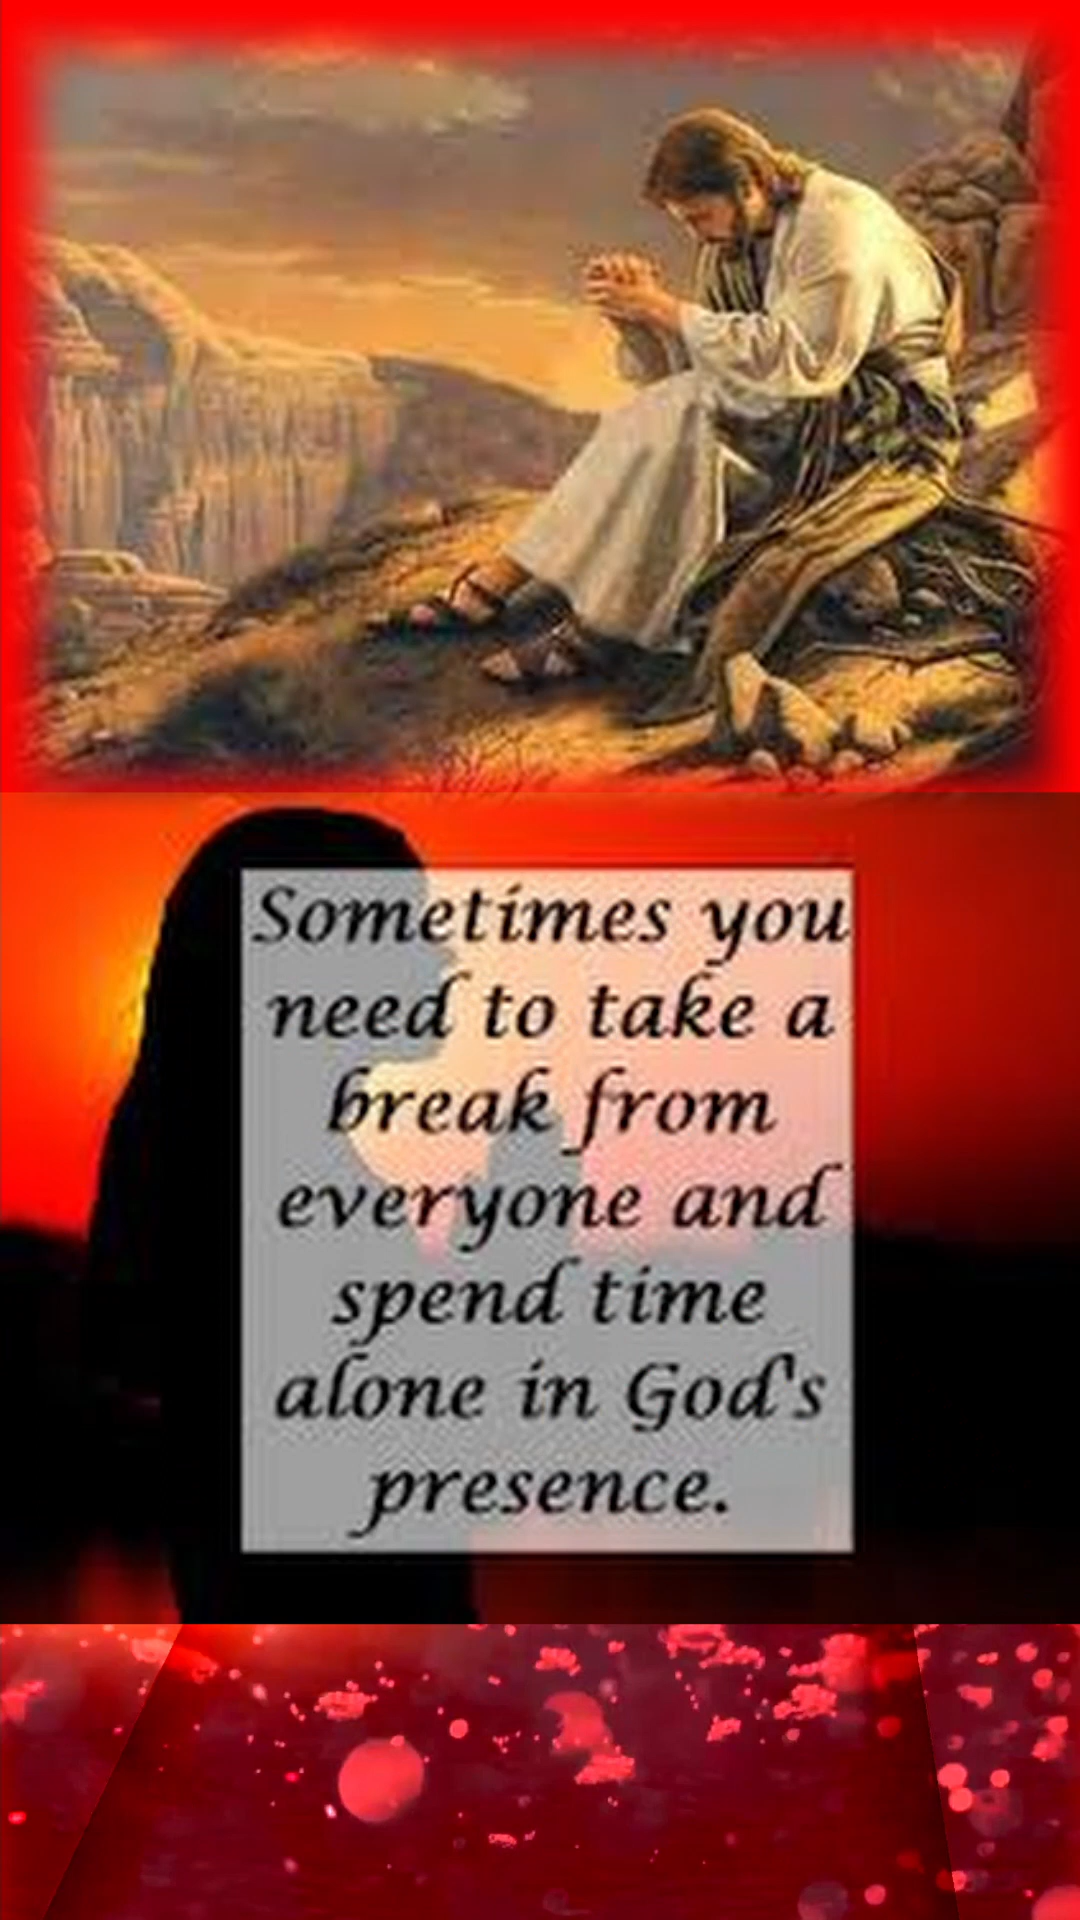 Sometimes you
need to take a
break from
everyone and
spend time
alone in God's
presence.